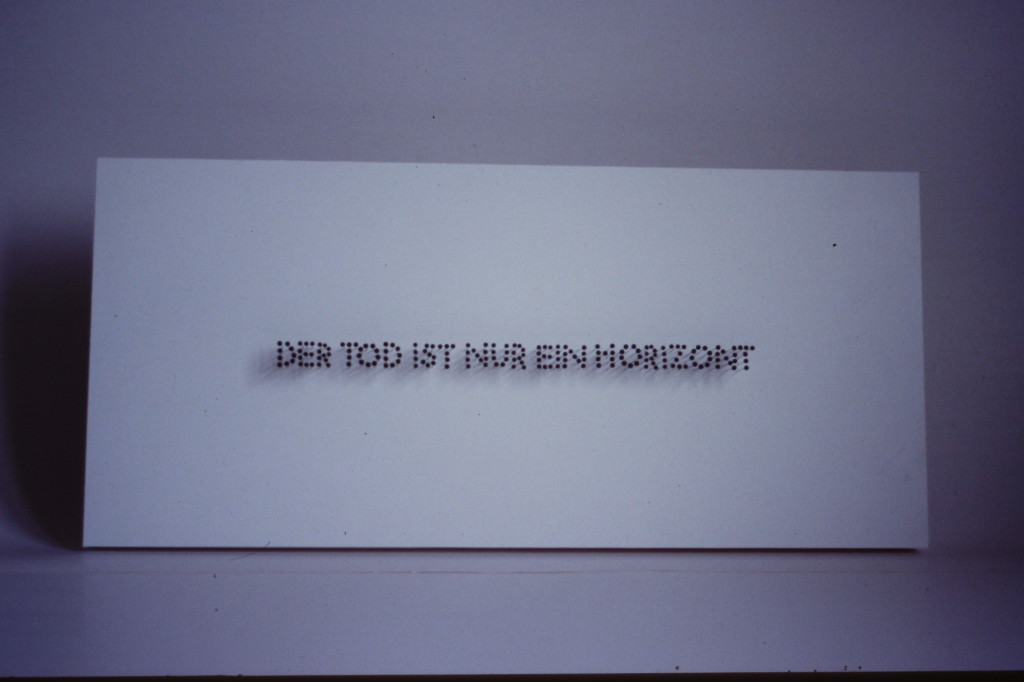 DER TOD IST NUR EIN HORIZONT